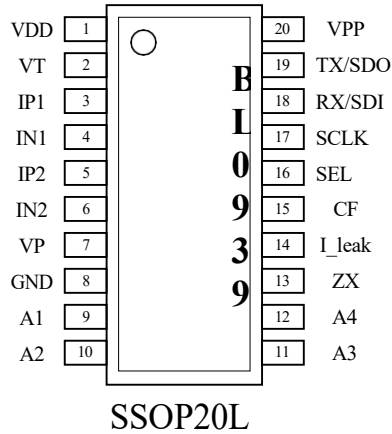 VDD 1 20 VPP
VT 2 19 TX/SDO
IP1 3 18 RX/SDI
IN1 4 17 SCLK
IP2 5 16 SEL
IN2 6 15 CF
VP 7 14 I_leak
GND 8 13 ZX
A1 9 12 A4
A2 10 11 A3
BL0939
SSOP20L